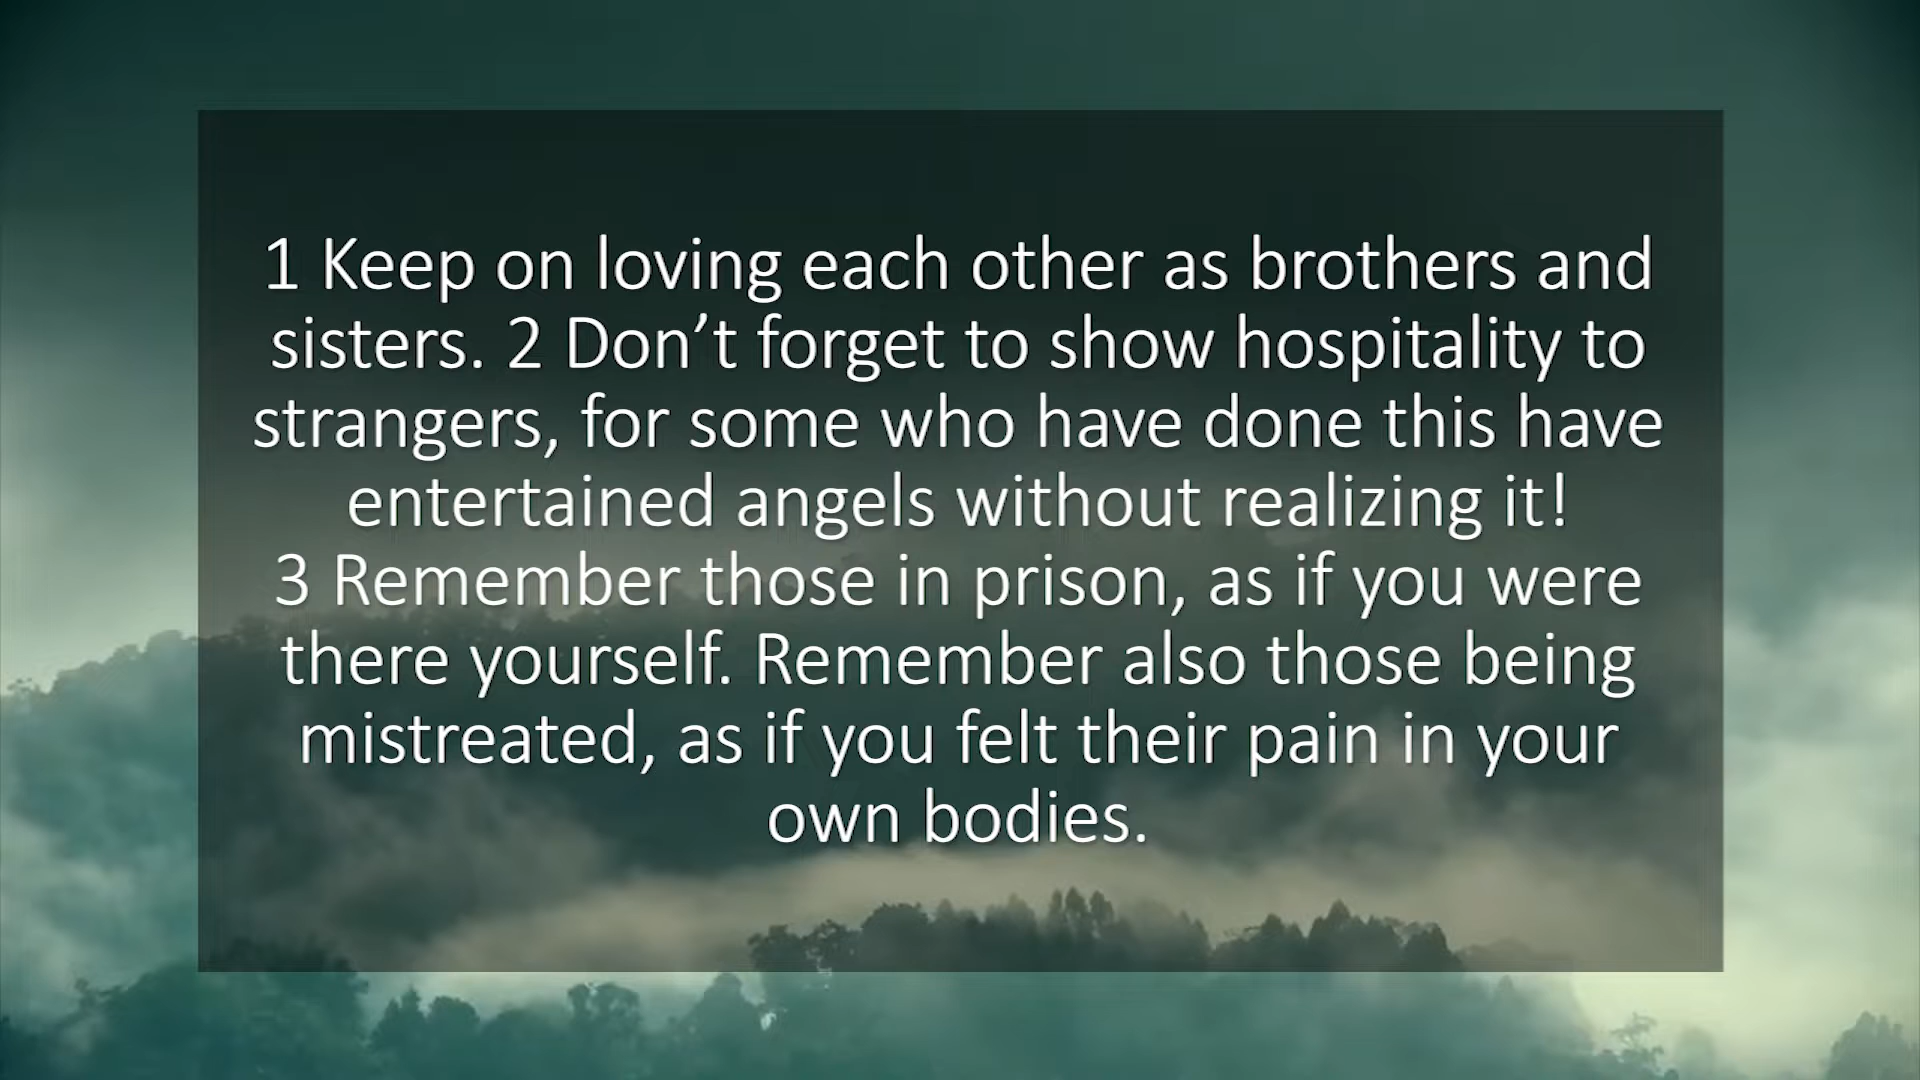 1 Keep on loving each other as brothers and
sisters. 2 Don’t forget to show hospitality to
strangers, for some who have done this have
entertained angels without realizing it!
3 Remember those in prison, as if you were
there yourself. Remember also those being
mistreated, as if you felt their pain in your
own bodies.